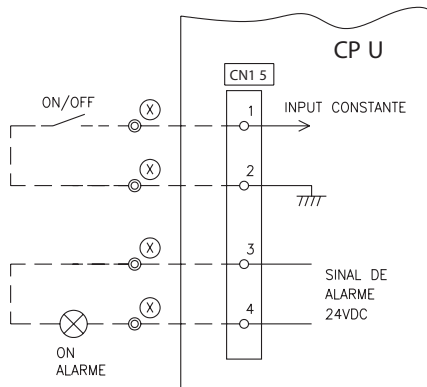 CP U
CN1 5
ON/OFF
X
1
INPUT CONSTANTE
X
2
X
3
SINAL DE
ALARME
24VDC
X
4
ON
ALARME